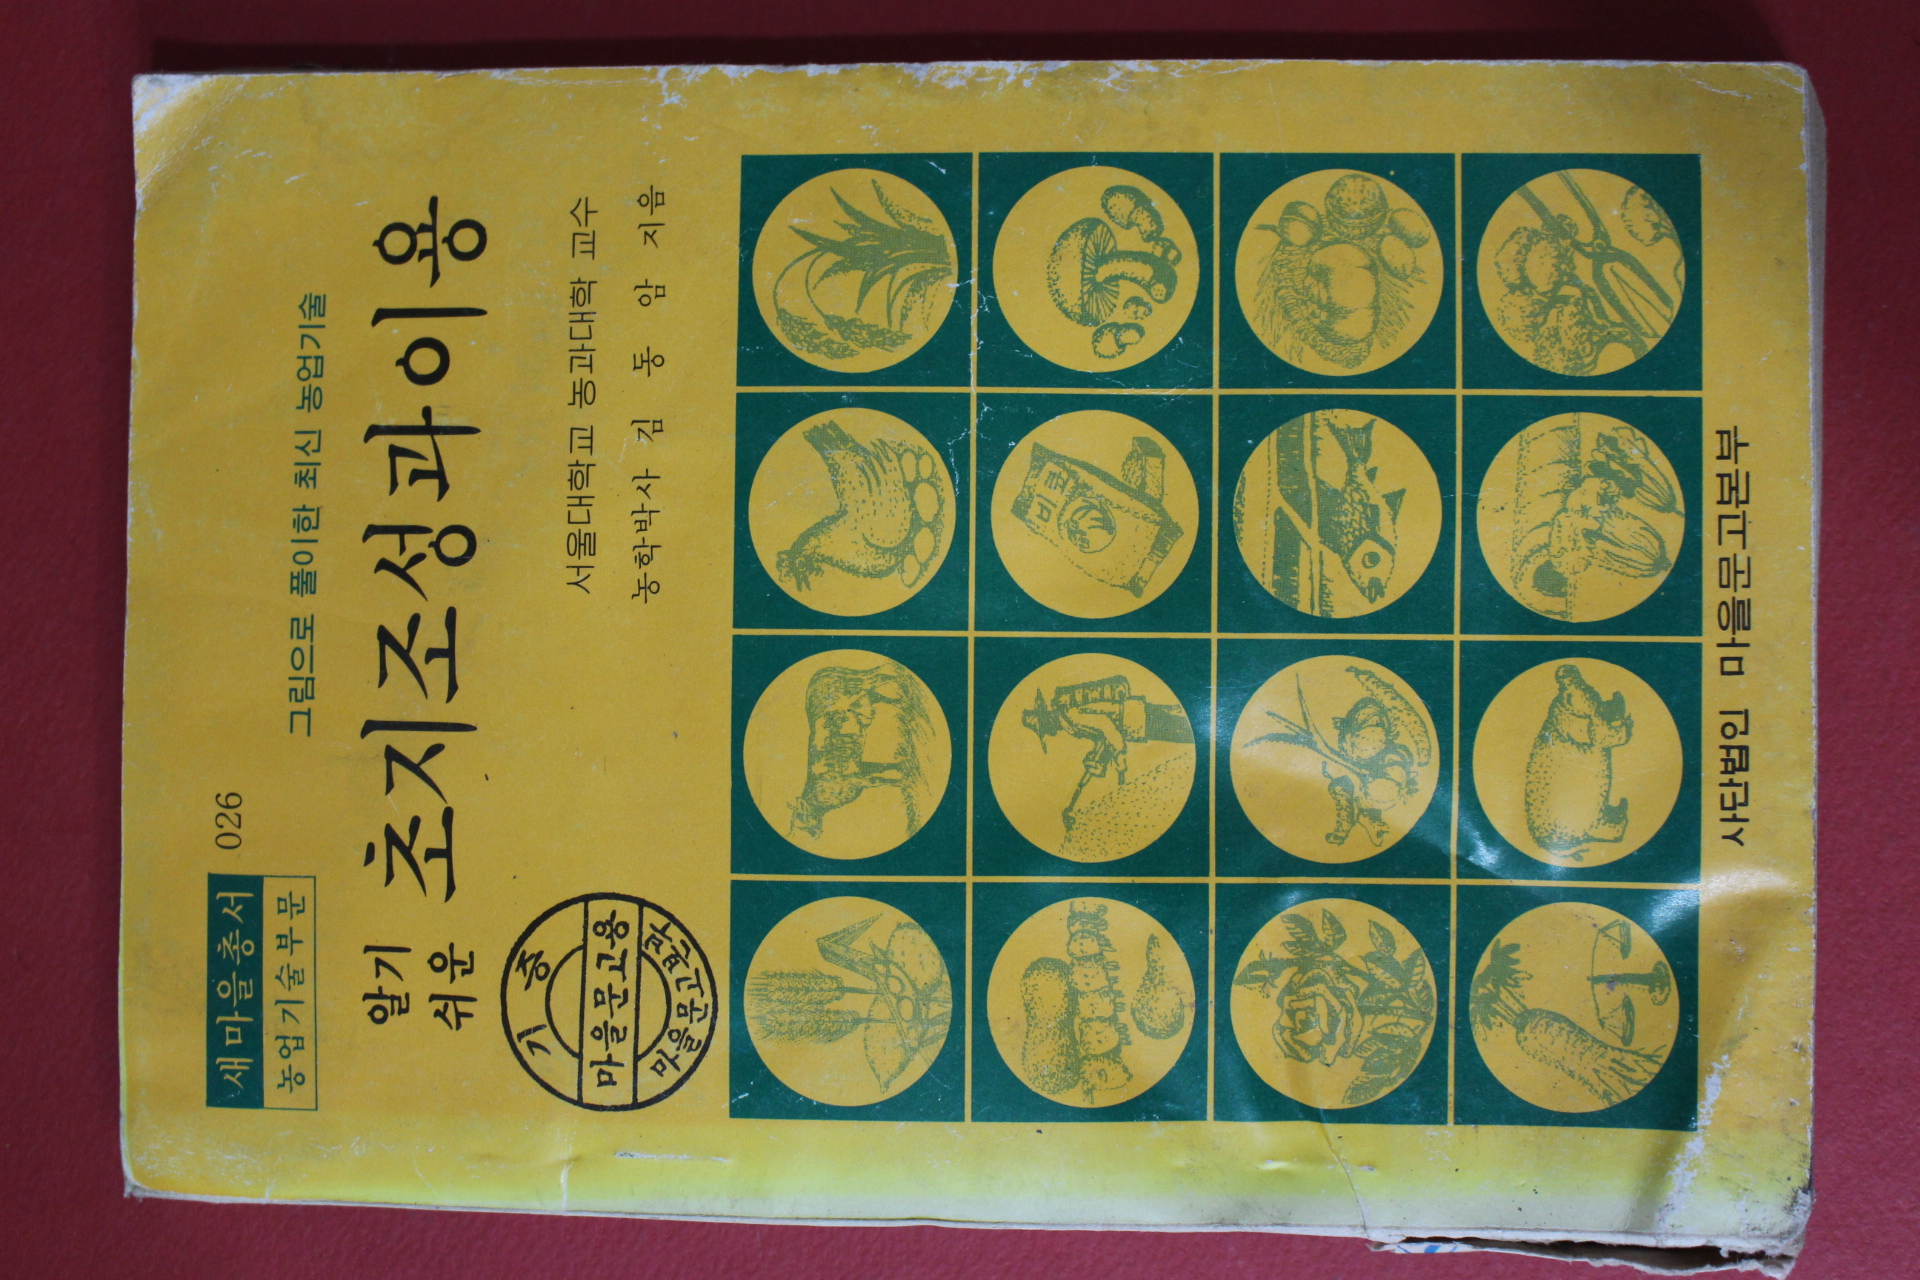 새마을총서
농업기술부문
026
그림으로 풀이한 최신 농업기술
알기
쉬운
초지조성과이용
서울대학교 농과대학 교수
농학박사 김 동 암 지음
기증
마을문고용
마을문고본부
비료
사단법인 마을문고본부